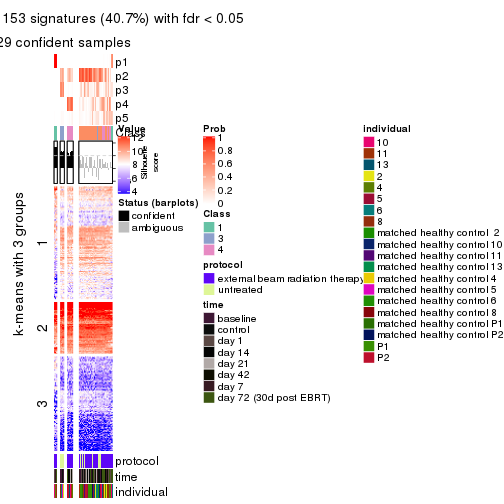 153 signatures (40.7%) with fdr < 0.05
29 confident samples
p1
p2
p3
p4
p5
Class
k-means with 3 groups
1
2
3
protocol
time
individual
Value
12
10
8
6
4
Silhouette
score
Status (barplots)
confident
ambiguous
Prob
1
0.8
0.6
0.4
0.2
0
Class
1
3
4
protocol
external beam radiation therapy
untreated
time
baseline
control
day 1
day 14
day 21
day 42
day 7
day 72 (30d post EBRT)
individual
10
11
13
2
4
5
6
8
matched healthy control 2
matched healthy control 10
matched healthy control 11
matched healthy control 13
matched healthy control 4
matched healthy control 5
matched healthy control 6
matched healthy control 8
matched healthy control P1
matched healthy control P2
P1
P2